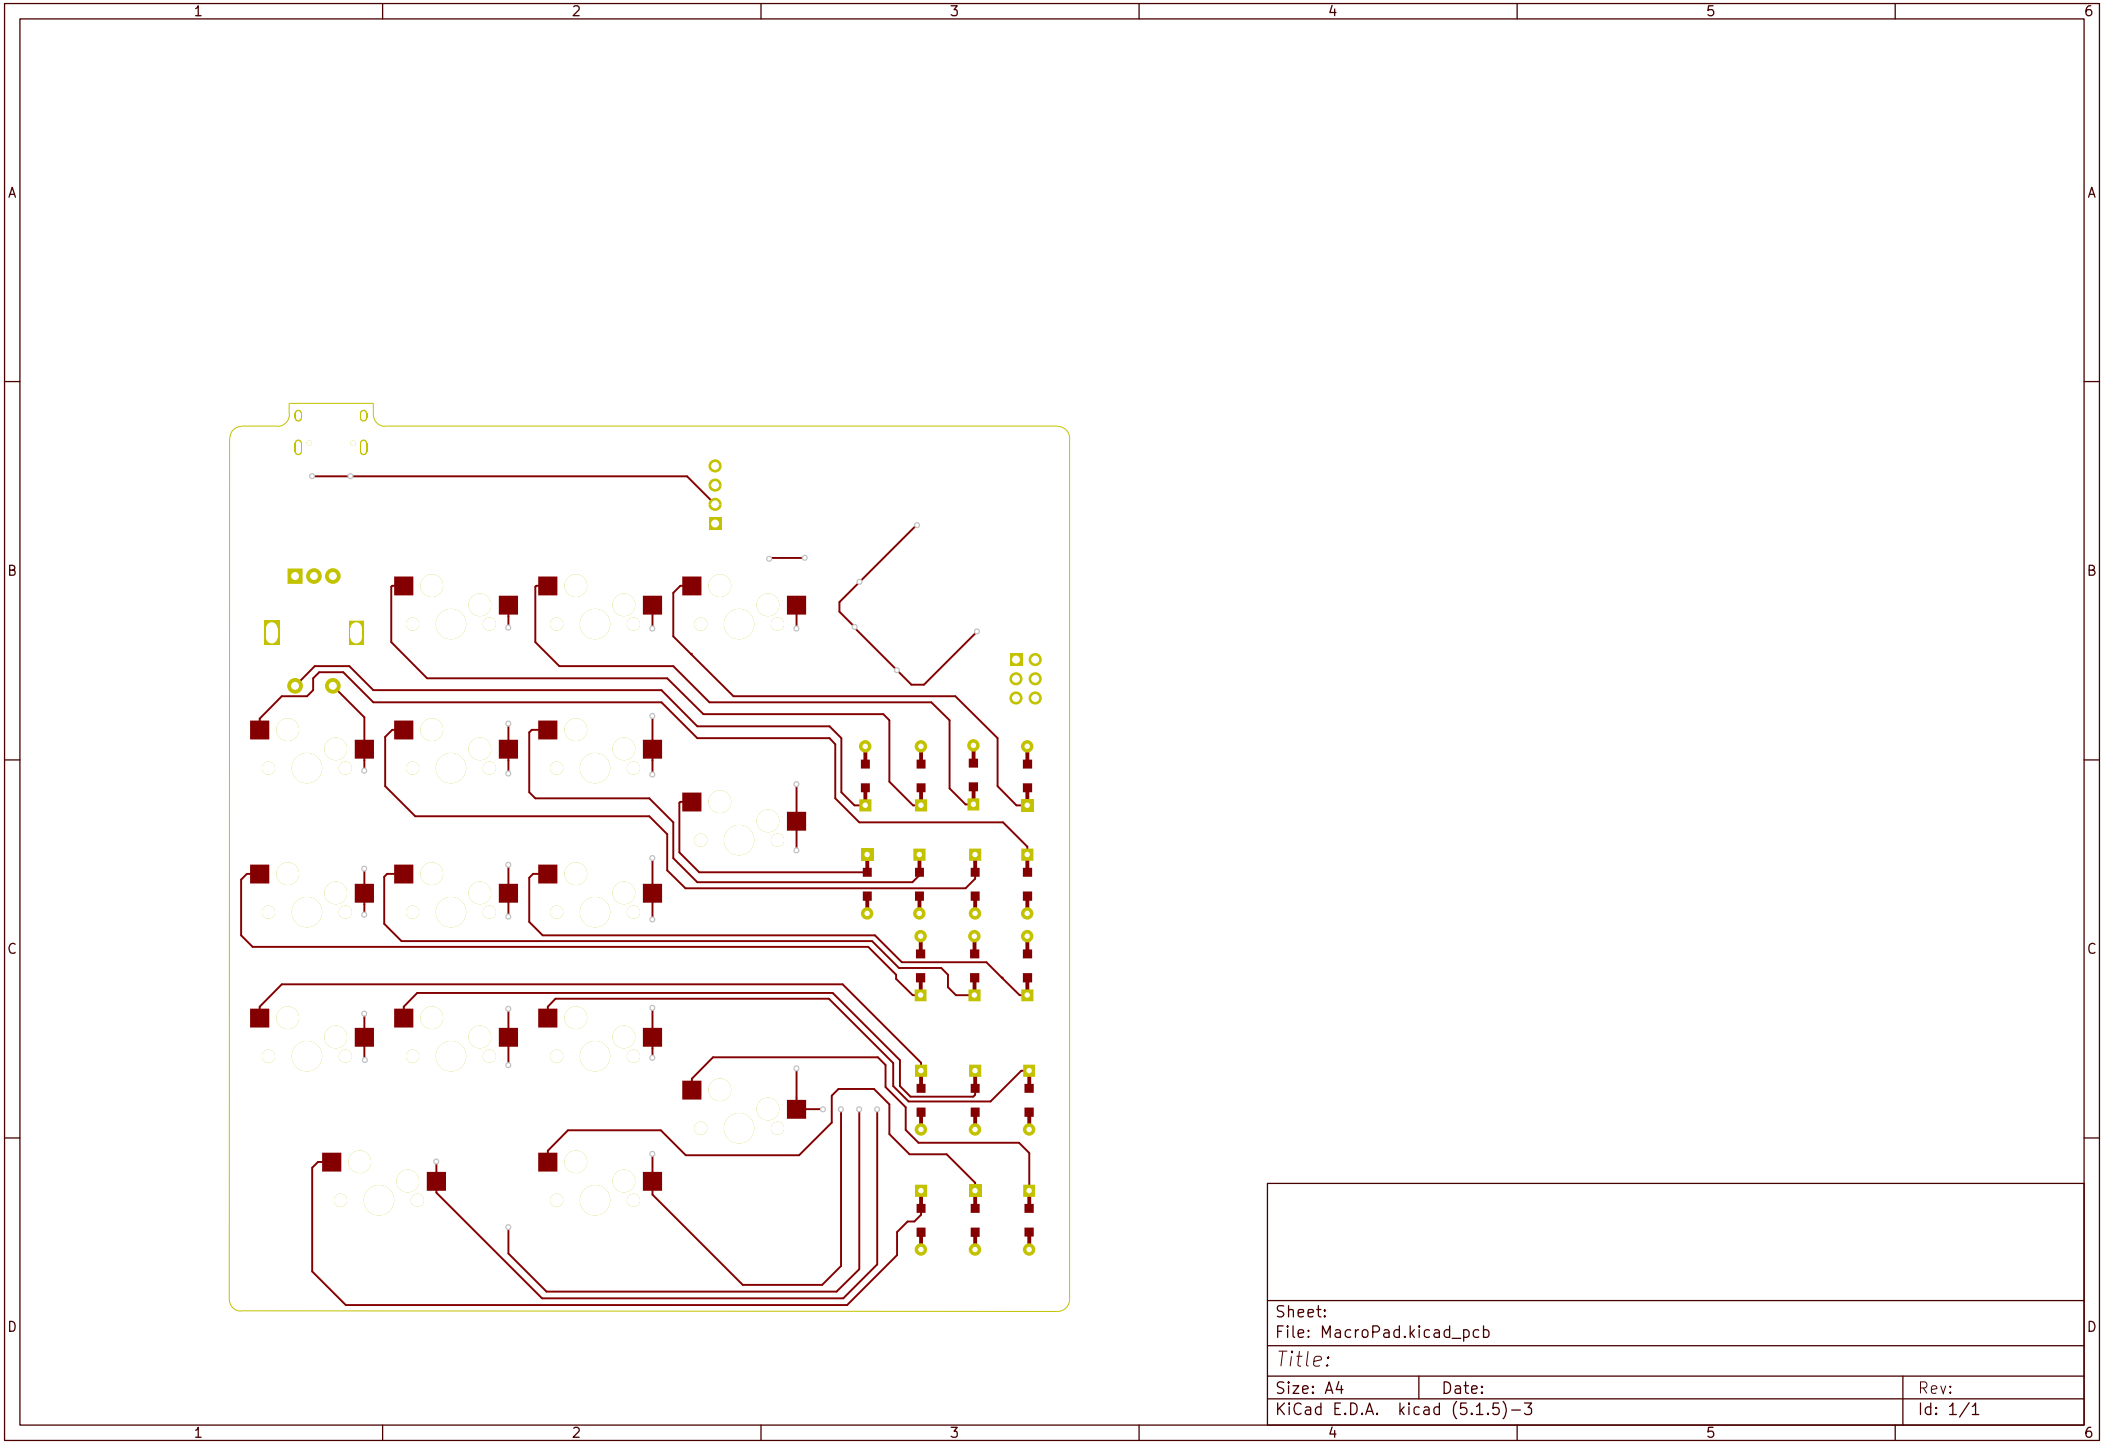 1 2 3 4 5 6
A A
B B
C C
D D
Sheet:
File: MacroPad.kicad_pcb
Title:
Size: A4 Date: Rev:
KiCad E.D.A. kicad (5.1.5)-3 Id: 1/1
1 2 3 4 5 6